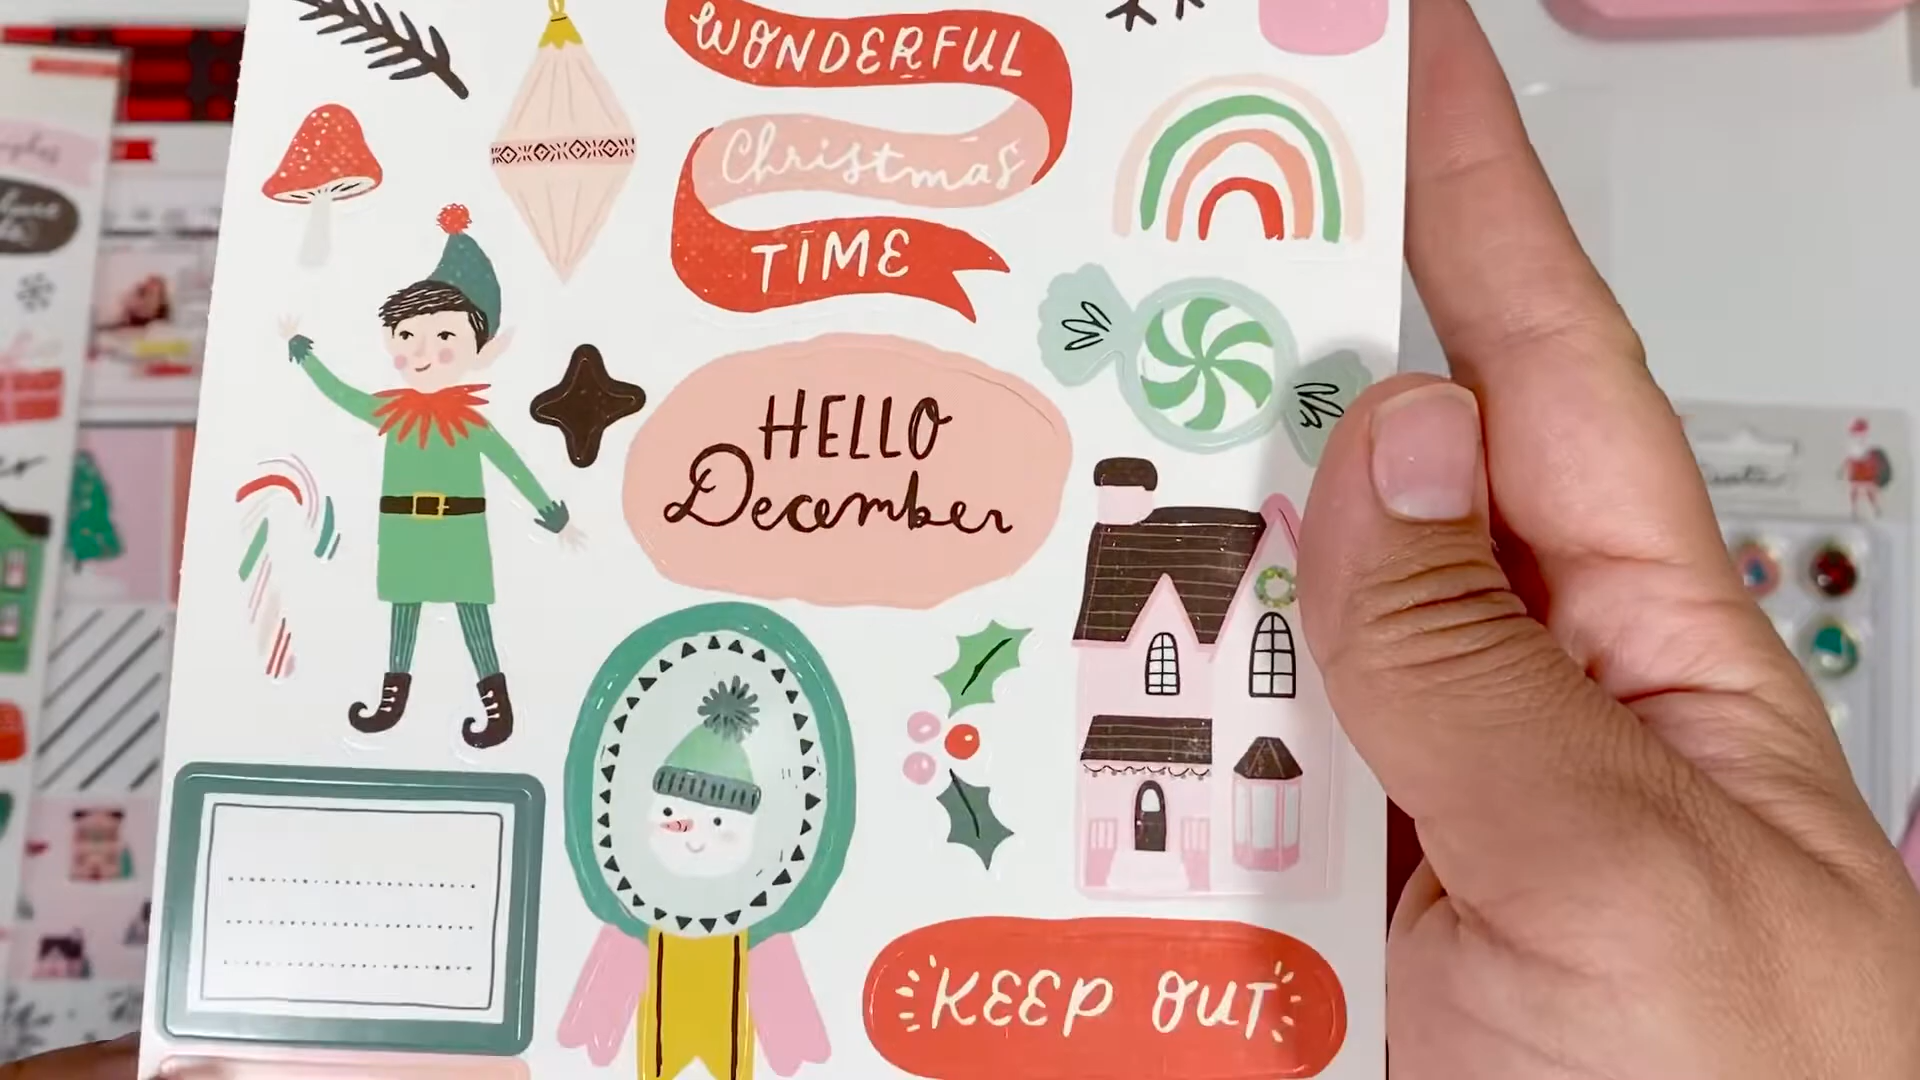 WONDERFUL
Christmas
TIME
HELLO
December
KEEP OUT